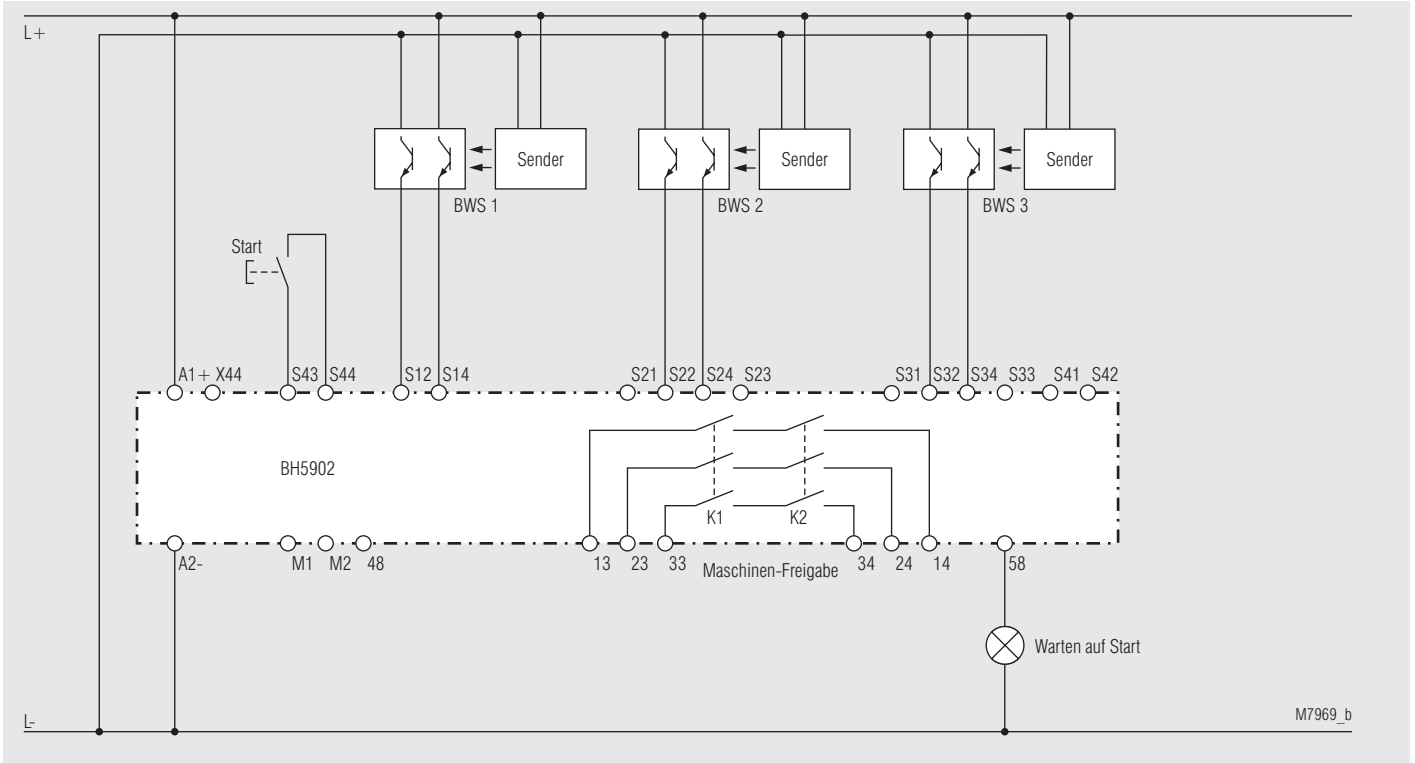 L+
Sender Sender Sender
BWS 1 BWS 2 BWS 3
Start
A1+ X44 S43 S44 S12 S14 S21 S22 S24 S23 S31 S32 S34 S33 S41 S42
BH5902
K1 K2
A2- M1 M2 48 13 23 33 Maschinen-Freigabe 34 24 14 58
Warten auf Start
L-
M7969_b